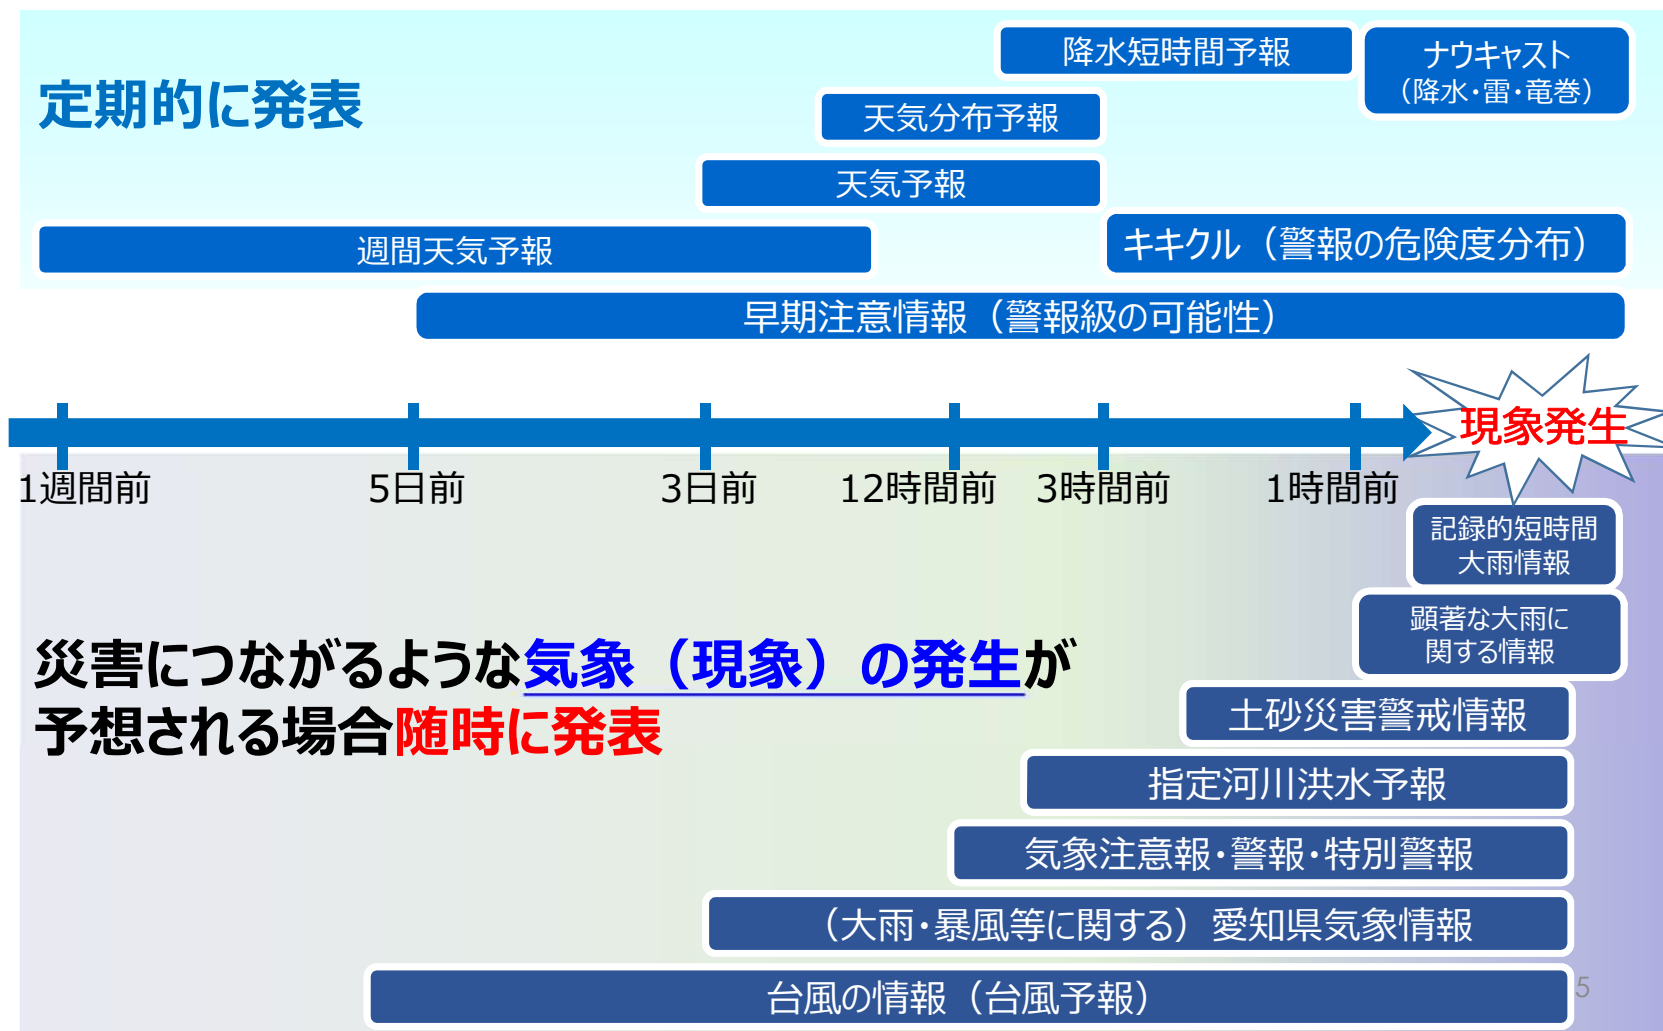 降水短時間予報
ナウキャスト
（降水・雷・竜巻）
定期的に発表
天気分布予報
天気予報
週間天気予報
キキクル（警報の危険度分布）
早期注意情報（警報級の可能性）
現象発生
1週間前
5日前
3日前
12時間前
3時間前
1時間前
記録的短時間
大雨情報
顕著な大雨に
関する情報
災害につながるような気象（現象）の発生が
予想される場合随時に発表
土砂災害警戒情報
指定河川洪水予報
気象注意報・警報・特別警報
（大雨・暴風等に関する）愛知県気象情報
台風の情報（台風予報）
5